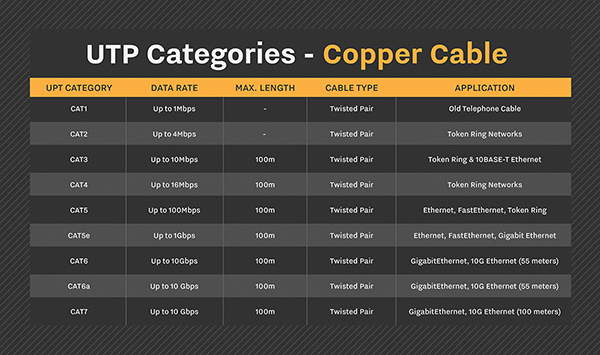 UTP Categories - Copper Cable
UPT CATEGORY DATA RATE MAX. LENGTH CABLE TYPE APPLICATION
CAT1 Up to 1Mbps - Twisted Pair Old Telephone Cable
CAT2 Up to 4Mbps - Twisted Pair Token Ring Networks
CAT3 Up to 10Mbps 100m Twisted Pair Token Ring & 10BASE-T Ethernet
CAT4 Up to 16Mbps 100m Twisted Pair Token Ring Networks
CAT5 Up to 100Mbps 100m Twisted Pair Ethernet, FastEthernet, Token Ring
CAT5e Up to 1Gbps 100m Twisted Pair Ethernet, FastEthernet, Gigabit Ethernet
CAT6 Up to 10Gbps 100m Twisted Pair GigabitEthernet, 10G Ethernet (55 meters)
CAT6a Up to 10 Gbps 100m Twisted Pair GigabitEthernet, 10G Ethernet (55 meters)
CAT7 Up to 10 Gbps 100m Twisted Pair GigabitEthernet, 10G Ethernet (100 meters)